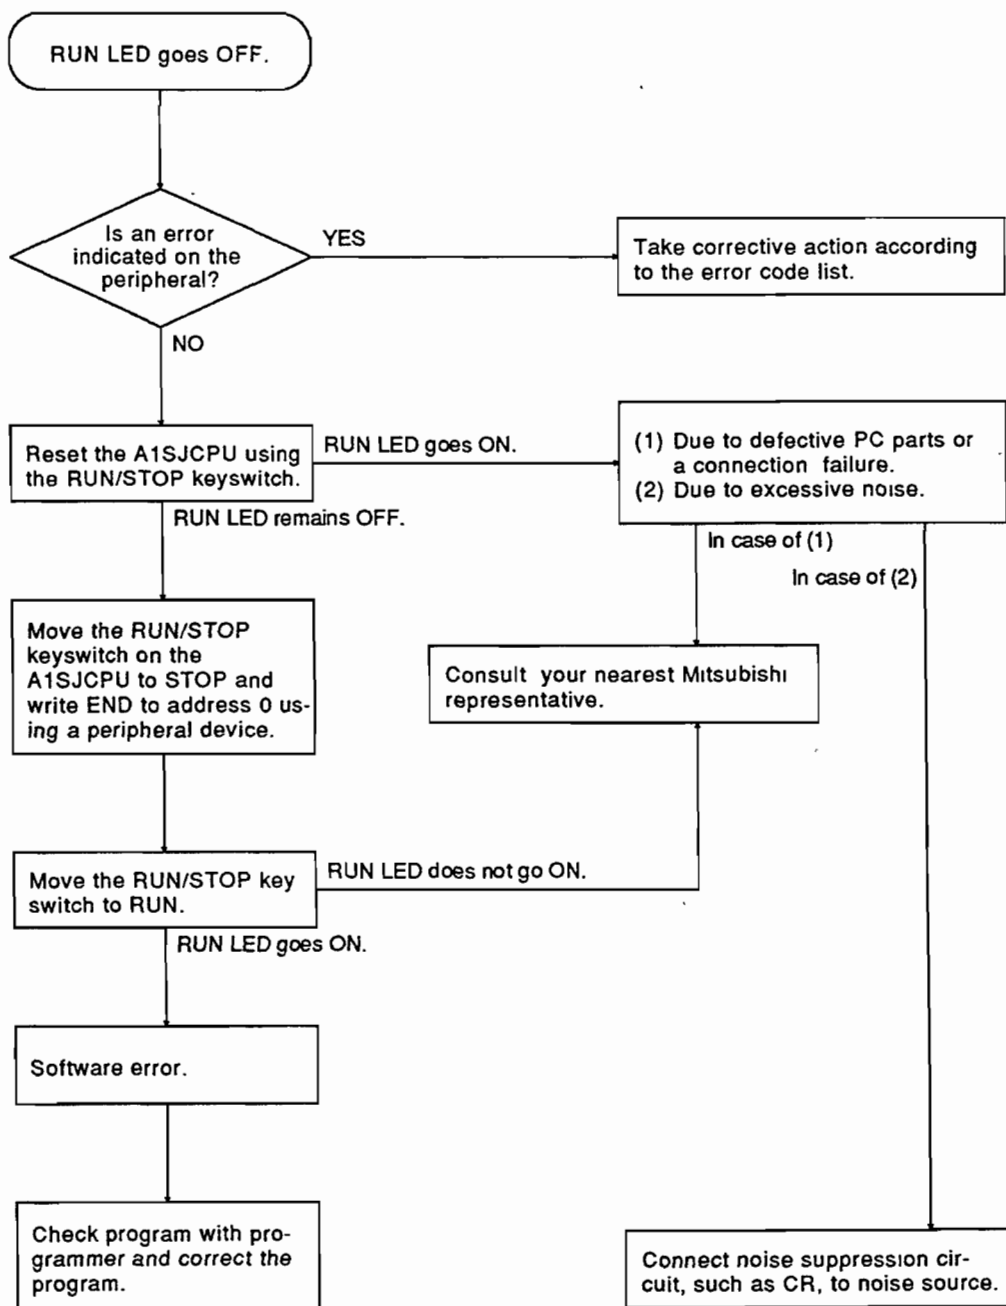 RUN LED goes OFF.
Is an error
indicated on the
peripheral?
YES
Take corrective action according
to the error code list.
NO
Reset the A1SJCPU using
the RUN/STOP keyswitch.
RUN LED goes ON.
(1) Due to defective PC parts or
a connection failure.
(2) Due to excessive noise.
RUN LED remains OFF.
In case of (1)
In case of (2)
Move the RUN/STOP
keyswitch on the
A1SJCPU to STOP and
write END to address 0 us-
ing a peripheral device.
Consult your nearest Mitsubishi
representative.
Move the RUN/STOP key
switch to RUN.
RUN LED does not go ON.
RUN LED goes ON.
Software error.
Check program with pro-
grammer and correct the
program.
Connect noise suppression cir-
cuit, such as CR, to noise source.